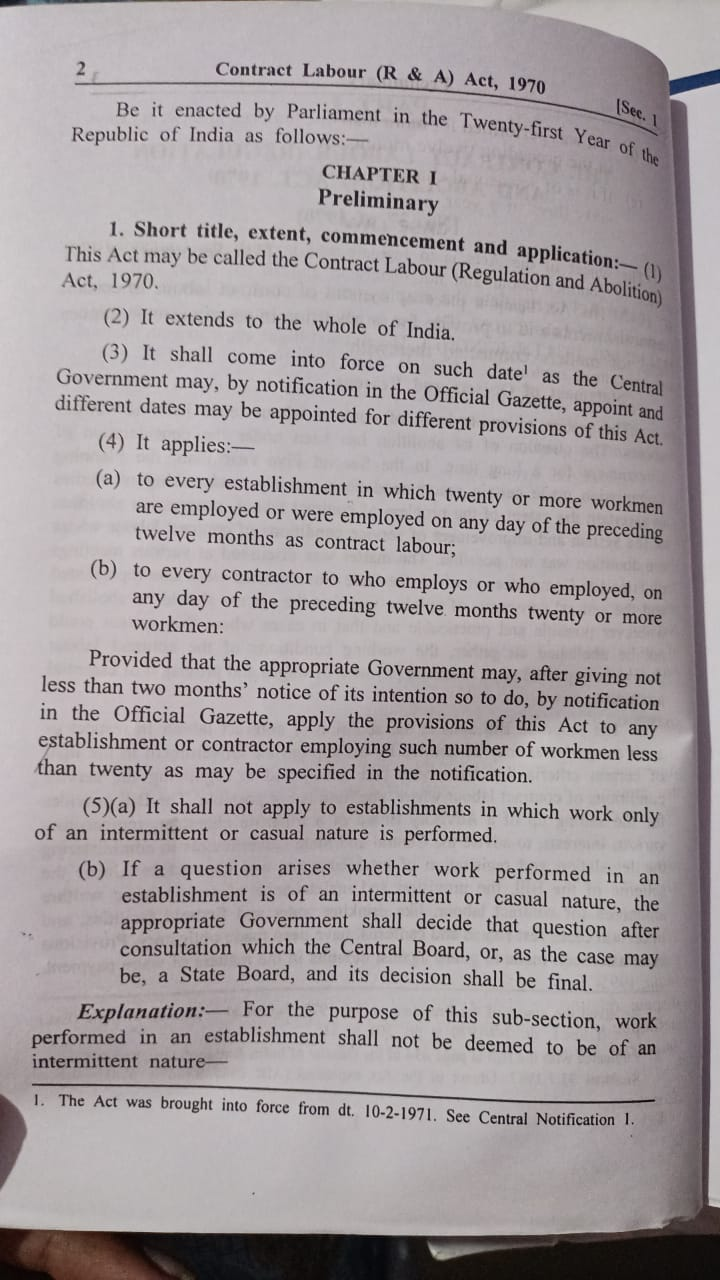 2 Contract Labour (R & A) Act, 1970 [Sec. 1
Be it enacted by Parliament in the Twenty-first Year of the
Republic of India as follows:—
CHAPTER I
Preliminary
1. Short title, extent, commencement and application:— (1)
This Act may be called the Contract Labour (Regulation and Abolition)
Act, 1970.
(2) It extends to the whole of India.
(3) It shall come into force on such date¹ as the Central
Government may, by notification in the Official Gazette, appoint and
different dates may be appointed for different provisions of this Act.
(4) It applies:—
(a) to every establishment in which twenty or more workmen
are employed or were employed on any day of the preceding
twelve months as contract labour;
(b) to every contractor to who employs or who employed, on
any day of the preceding twelve months twenty or more
workmen:
Provided that the appropriate Government may, after giving not
less than two months’ notice of its intention so to do, by notification
in the Official Gazette, apply the provisions of this Act to any
establishment or contractor employing such number of workmen less
than twenty as may be specified in the notification.
(5)(a) It shall not apply to establishments in which work only
of an intermittent or casual nature is performed.
(b) If a question arises whether work performed in an
establishment is of an intermittent or casual nature, the
appropriate Government shall decide that question after
consultation which the Central Board, or, as the case may
be, a State Board, and its decision shall be final.
Explanation:— For the purpose of this sub-section, work
performed in an establishment shall not be deemed to be of an
intermittent nature—
1. The Act was brought into force from dt. 10-2-1971. See Central Notification 1.